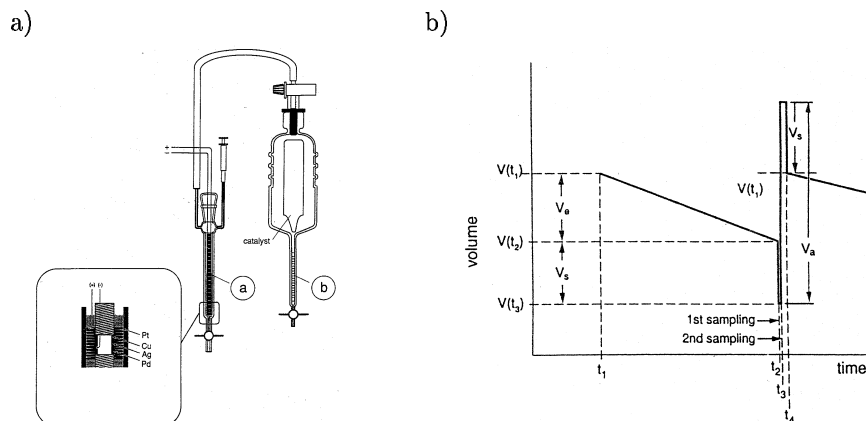 a)
+
-
catalyst
a
b
(+) (-)
Pt
Cu
Ag
Pd
b)
volume
V(t₁)
V(t₂)
V(t₃)
Vₑ
Vₛ
Vₛ
V(t₁)
Vₐ
1st sampling
2nd sampling
t₁
t₂
t₃
t₄
time